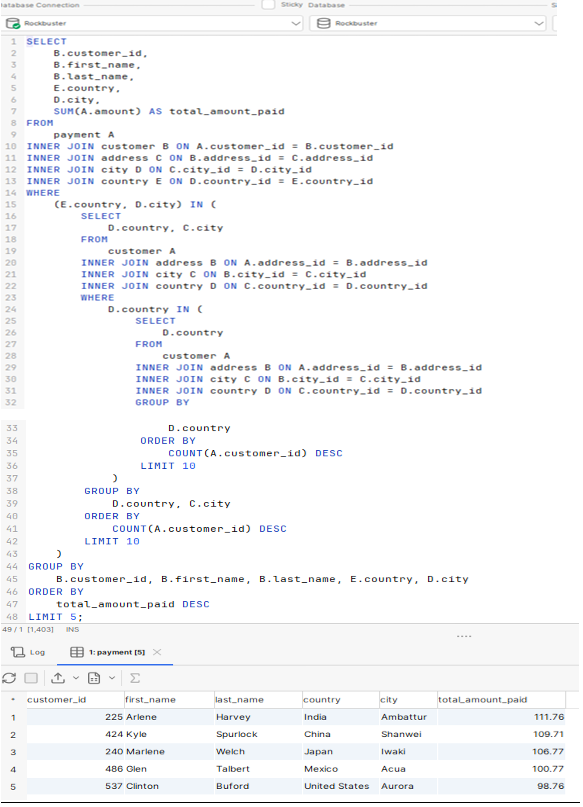 Database Connection Sticky Database
Rockbuster Rockbuster
1 SELECT
2 B.customer_id,
3 B.first_name,
4 B.last_name,
5 E.country,
6 D.city,
7 SUM(A.amount) AS total_amount_paid
8 FROM
9 payment A
10 INNER JOIN customer B ON A.customer_id = B.customer_id
11 INNER JOIN address C ON B.address_id = C.address_id
12 INNER JOIN city D ON C.city_id = D.city_id
13 INNER JOIN country E ON D.country_id = E.country_id
14 WHERE
15 (E.country, D.city) IN (
16 SELECT
17 D.country, C.city
18 FROM
19 customer A
20 INNER JOIN address B ON A.address_id = B.address_id
21 INNER JOIN city C ON B.city_id = C.city_id
22 INNER JOIN country D ON C.country_id = D.country_id
23 WHERE
24 D.country IN (
25 SELECT
26 D.country
27 FROM
28 customer A
29 INNER JOIN address B ON A.address_id = B.address_id
30 INNER JOIN city C ON B.city_id = C.city_id
31 INNER JOIN country D ON C.country_id = D.country_id
32 GROUP BY
33 D.country
34 ORDER BY
35 COUNT(A.customer_id) DESC
36 LIMIT 10
37 )
38 GROUP BY
39 D.country, C.city
40 ORDER BY
41 COUNT(A.customer_id) DESC
42 LIMIT 10
43 )
44 GROUP BY
45 B.customer_id, B.first_name, B.last_name, E.country, D.city
46 ORDER BY
47 total_amount_paid DESC
48 LIMIT 5;
49 / 1 [1,403] INS
Log 1: payment [5]
customer_id first_name last_name country city total_amount_paid
1 225 Arlene Harvey India Ambattur 111.76
2 424 Kyle Spurlock China Shanwei 109.71
3 240 Marlene Welch Japan Iwaki 106.77
4 486 Glen Talbert Mexico Acua 100.77
5 537 Clinton Buford United States Aurora 98.76